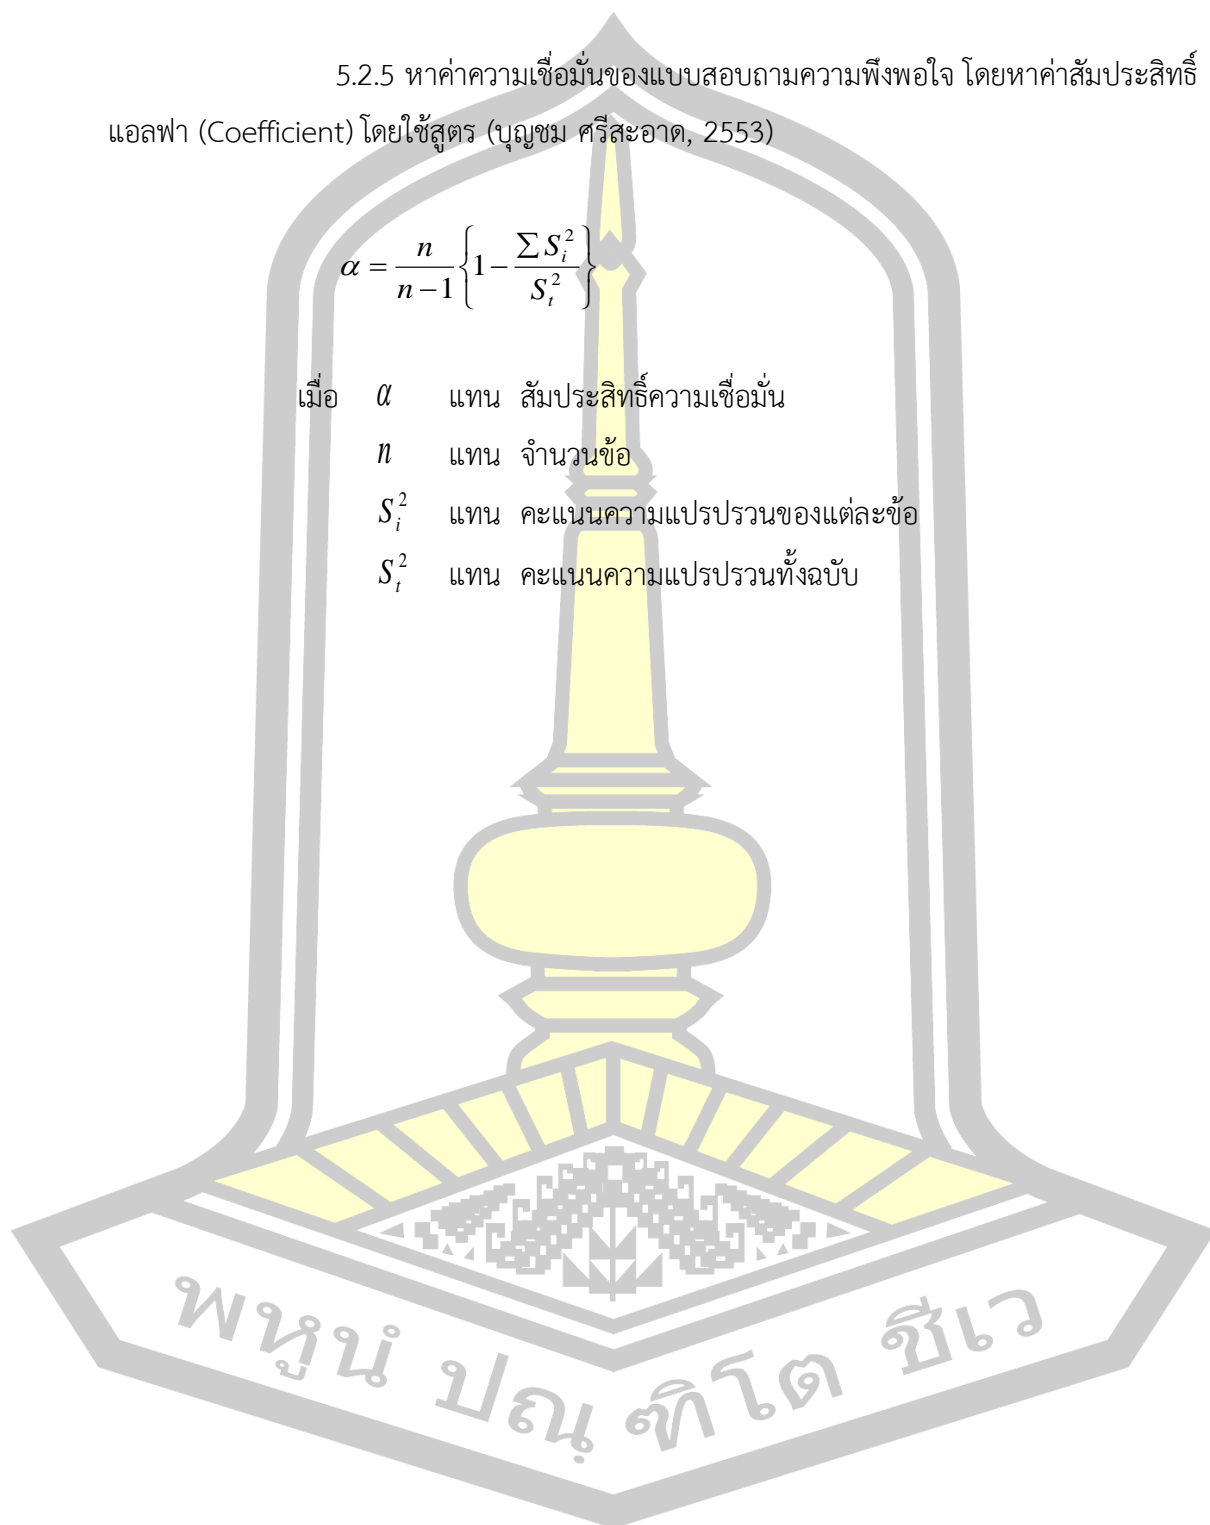 5.2.5 หาค่าความเชื่อมั่นของแบบสอบถามความพึงพอใจ โดยหาค่าสัมประสิทธิ์
แอลฟา (Coefficient) โดยใช้สูตร (บุญชม ศรีสะอาด, 2553)
α = n/(n−1) {1 − ∑S_i^2/S_t^2}
เมื่อ α แทน สัมประสิทธิ์ความเชื่อมั่น
n แทน จำนวนข้อ
S_i^2 แทน คะแนนความแปรปรวนของแต่ละข้อ
S_t^2 แทน คะแนนความแปรปรวนทั้งฉบับ
พหูนํ ปณฺฑิโต ชีเว